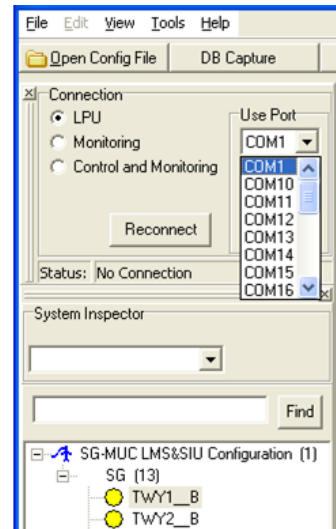 File Edit View Tools Help
Open Config File DB Capture
Connection
LPU
Monitoring
Control and Monitoring
Use Port
COM1
COM1
COM10
COM11
COM12
COM13
COM14
COM15
COM16
Reconnect
Status: No Connection
System Inspector
Find
SG-MUC LMS&SIU Configuration (1)
SG (13)
TWY1__B
TWY2__B